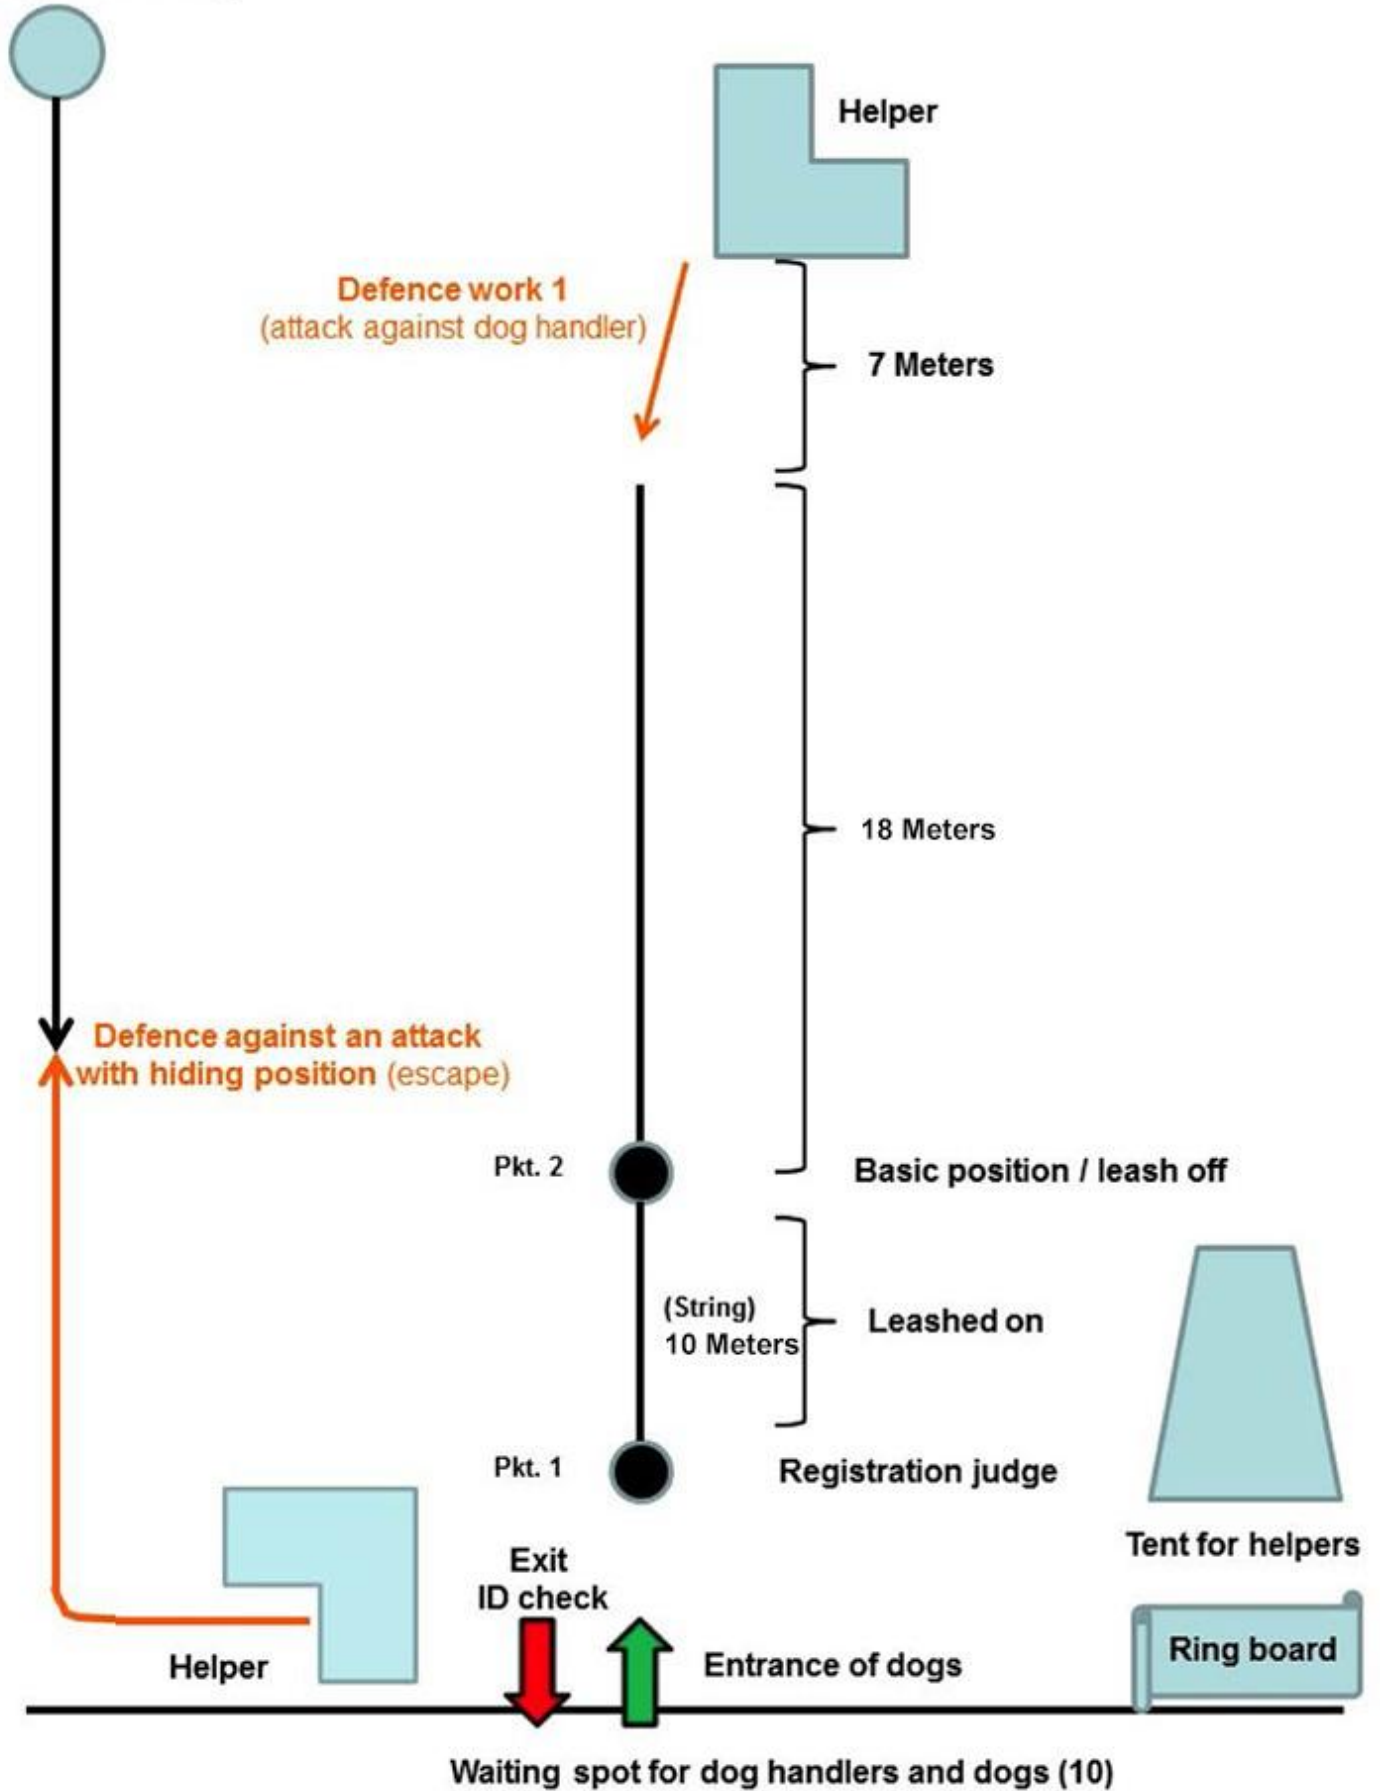 Helper
Defence work 1
(attack against dog handler)
7 Meters
18 Meters
Defence against an attack
with hiding position (escape)
Pkt. 2
Basic position / leash off
(String)
10 Meters
Leashed on
Pkt. 1
Registration judge
Tent for helpers
Exit
ID check
Helper
Entrance of dogs
Ring board
Waiting spot for dog handlers and dogs (10)